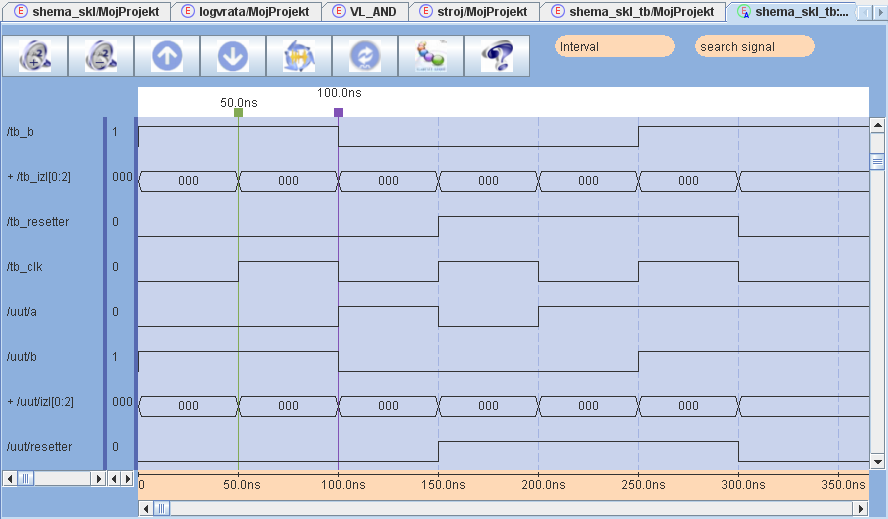 shema_skl/MojProjekt logvrata/MojProjekt VL_AND stroj/MojProjekt shema_skl_tb/MojProjekt shema_skl_tb:...
Interval search signal
100.0ns
50.0ns
/tb_b 1
+ /tb_izl[0:2] 000 000 000 000 000 000 000
/tb_resetter 0
/tb_clk 0
/uut/a 0
/uut/b 1
+ /uut/izl[0:2] 000 000 000 000 000 000 000
/uut/resetter 0
0 50.0ns 100.0ns 150.0ns 200.0ns 250.0ns 300.0ns 350.0ns